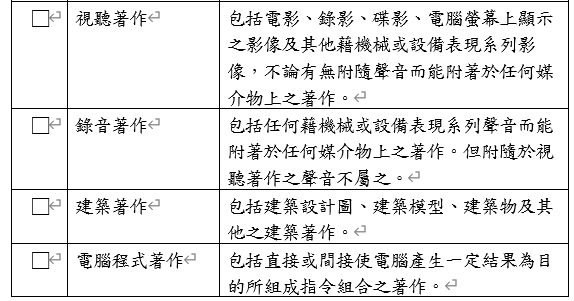 □ 視聽著作 包括電影、錄影、碟影、電腦螢幕上顯示
之影像及其他藉機械或設備表現系列影
像，不論有無附隨聲音而能附著於任何媒
介物上之著作。
□ 錄音著作 包括任何藉機械或設備表現系列聲音而能
附著於任何媒介物上之著作。但附隨於視
聽著作之聲音不屬之。
□ 建築著作 包括建築設計圖、建築模型、建築物及其
他之建築著作。
□ 電腦程式著作 包括直接或間接使電腦產生一定結果為目
的所組成指令組合之著作。